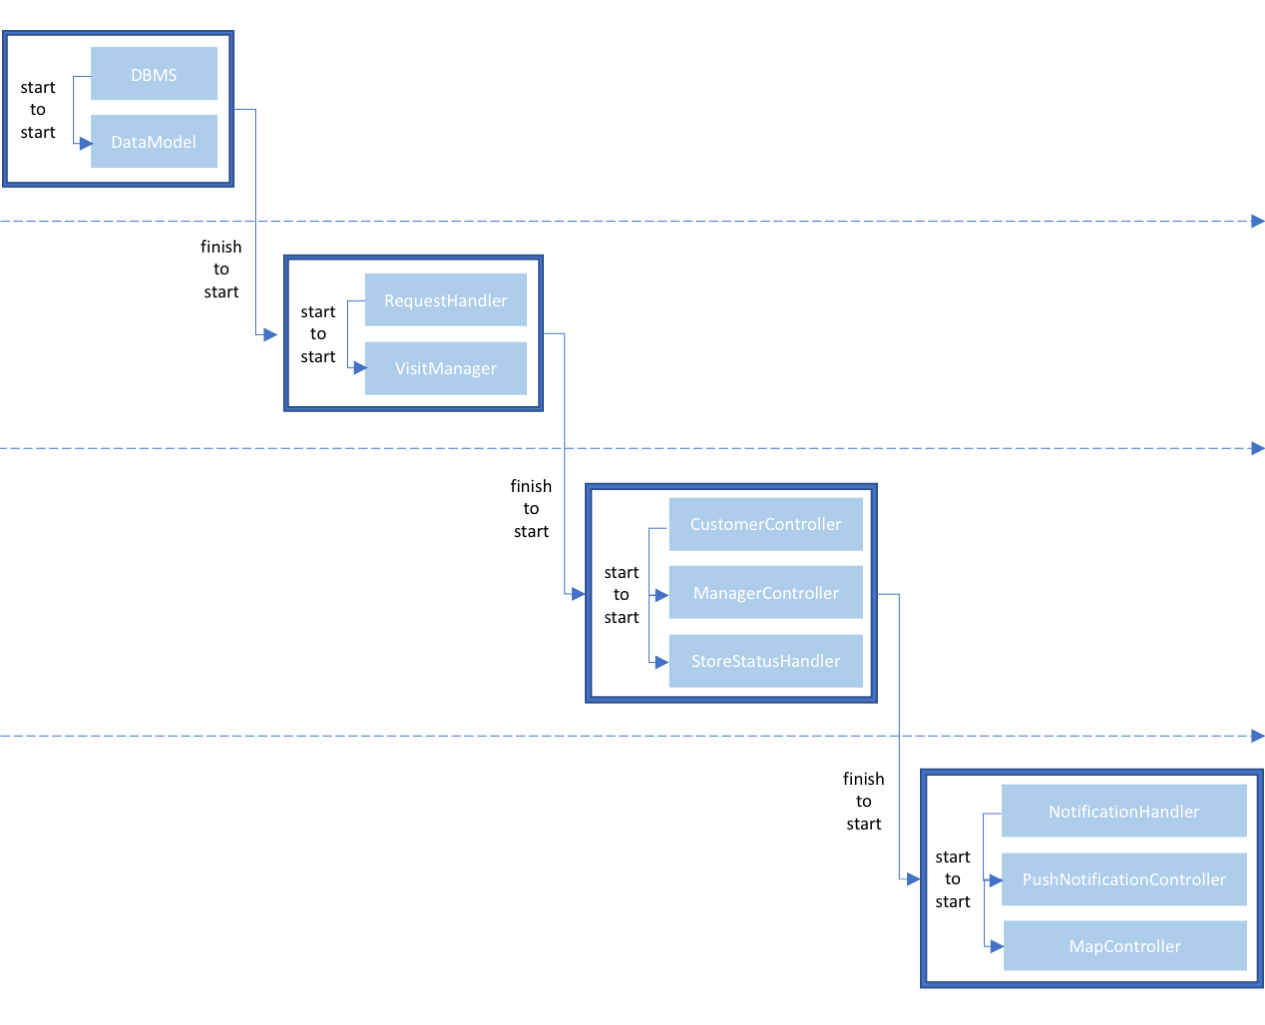 DBMS
start
to
start
DataModel
finish
to
start
RequestHandler
start
to
start
VisitManager
finish
to
start
CustomerController
start
to
start
ManagerController
StoreStatusHandler
finish
to
start
NotificationHandler
start
to
start
PushNotificationController
MapController